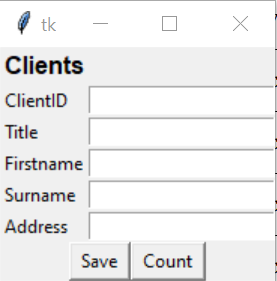 tk
Clients
ClientID
Title
Firstname
Surname
Address
Save Count